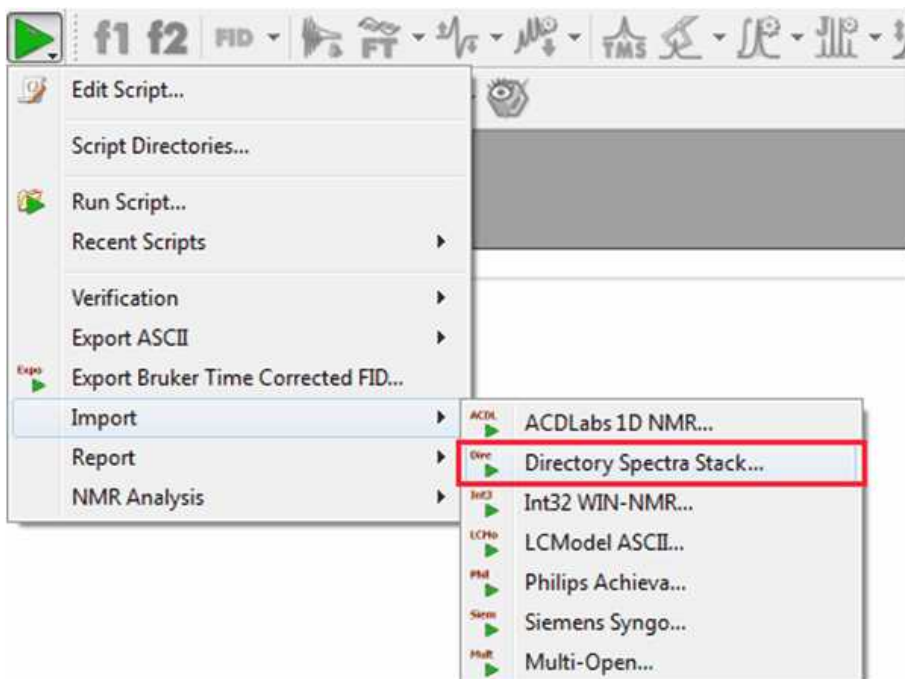 f1 f2 FID FT TMS
Edit Script...
Script Directories...
Run Script...
Recent Scripts
Verification
Export ASCII
Expo Export Bruker Time Corrected FID...
Import
Report
NMR Analysis
ACDL ACDLabs 1D NMR...
Dire Directory Spectra Stack...
Int3 Int32 WIN-NMR...
LCMo LCModel ASCII...
Phil Philips Achieva...
Siem Siemens Syngo...
Mult Multi-Open...